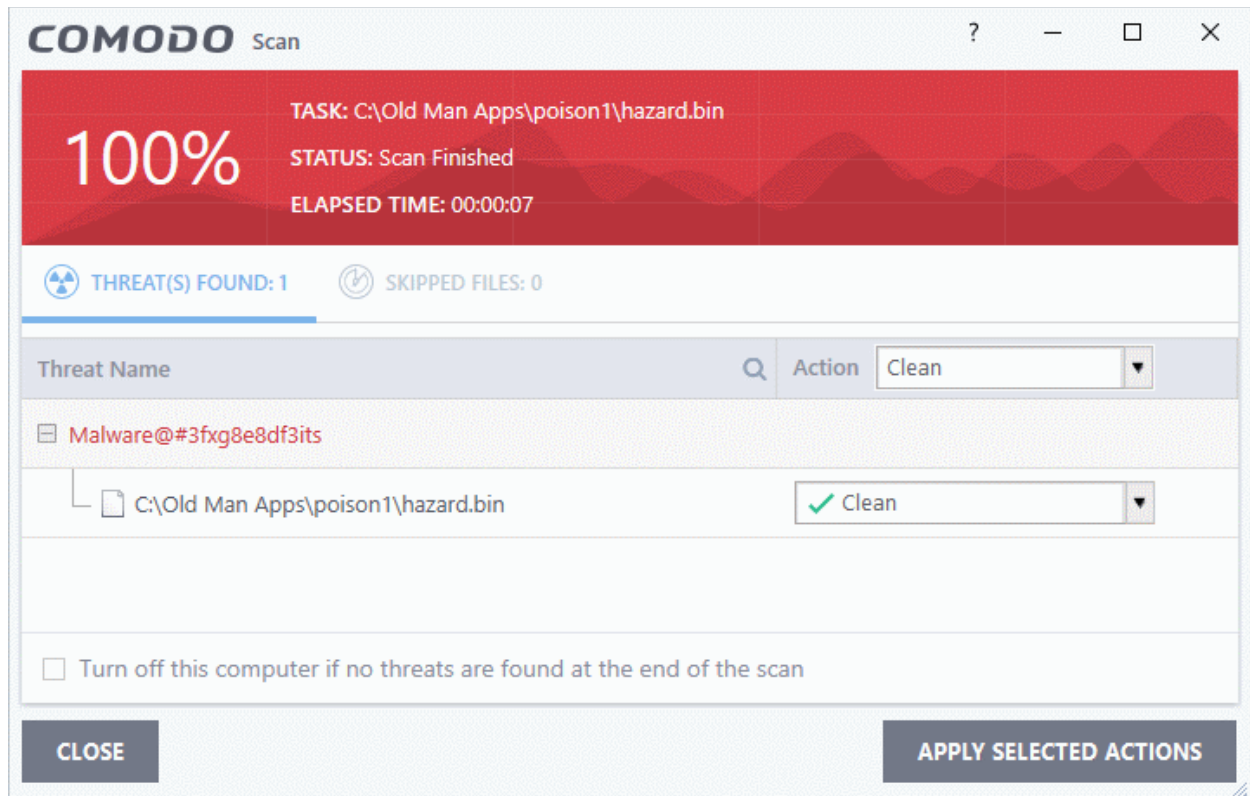 COMODO Scan
?
100%
TASK: C:\Old Man Apps\poison1\hazard.bin
STATUS: Scan Finished
ELAPSED TIME: 00:00:07
THREAT(S) FOUND: 1 SKIPPED FILES: 0
Threat Name Action Clean
Malware@#3fxg8e8df3its
C:\Old Man Apps\poison1\hazard.bin Clean
Turn off this computer if no threats are found at the end of the scan
CLOSE APPLY SELECTED ACTIONS